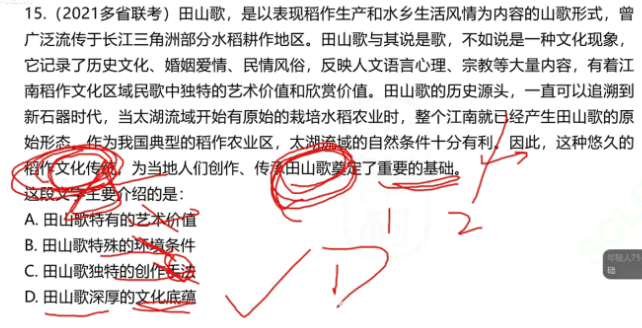 15.（2021多省联考）田山歌，是以表现稻作生产和水乡生活风情为内容的山歌形式，曾
广泛流传于长江三角洲部分水稻耕作地区。田山歌与其说是歌，不如说是一种文化现象，
它记录了历史文化、婚姻爱情、民情风俗，反映人文语言心理、宗教等大量内容，有着江
南稻作文化区域民歌中独特的艺术价值和欣赏价值。田山歌的历史源头，一直可以追溯到
新石器时代，当太湖流域开始有原始的栽培水稻农业时，整个江南就已经产生田山歌的原
始形态。作为我国典型的稻作农业区，太湖流域的自然条件十分有利。因此，这种悠久的
稻作文化传统，为当地人们创作、传承田山歌奠定了重要的基础。
这段文字主要介绍的是：
A. 田山歌特有的艺术价值
1 2
B. 田山歌特殊的环境条件
C. 田山歌独特的创作手法
D. 田山歌深厚的文化底蕴
D
年轻人75
础